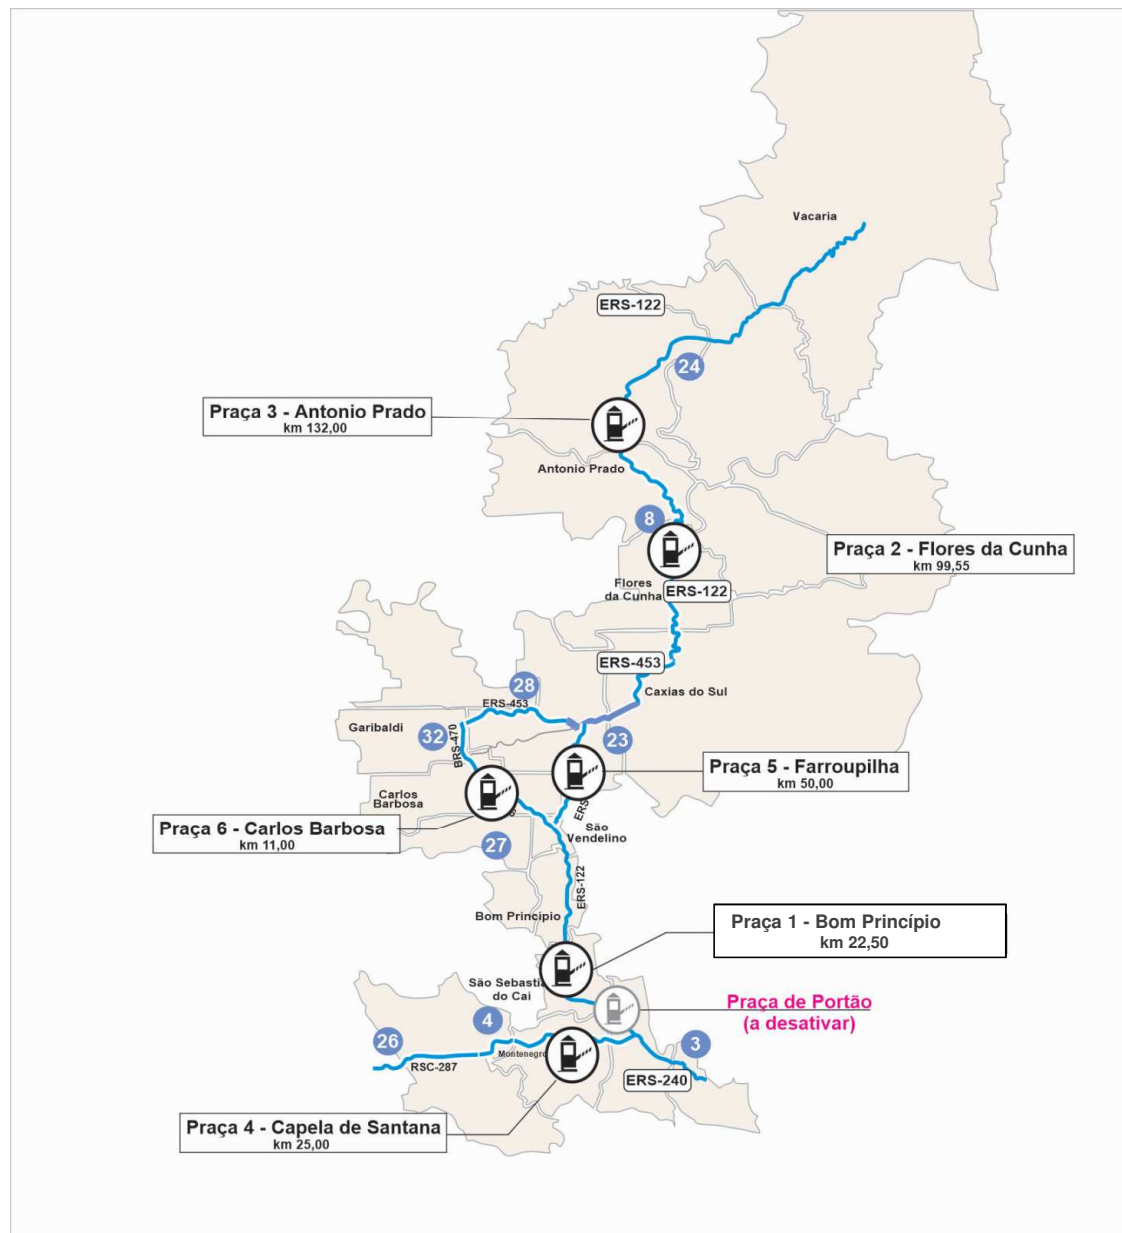 Vacaria
ERS-122
24
Praça 3 - Antonio Prado
km 132,00
Antonio Prado
8
Praça 2 - Flores da Cunha
km 99,55
Flores
da Cunha
ERS-122
ERS-453
28
ERS-453
Caxias do Sul
Garibaldi
32
BRS-470
23
Praça 5 - Farroupilha
km 50,00
Carlos
Barbosa
ERS
São
Vendelino
Praça 6 - Carlos Barbosa
km 11,00
27
ERS-122
Bom Principio
Praça 1 - Bom Princípio
km 22,50
São Sebastia
do Cai
Praça de Portão
(a desativar)
4
26
3
Montenegro
RSC-287
ERS-240
Praça 4 - Capela de Santana
km 25,00